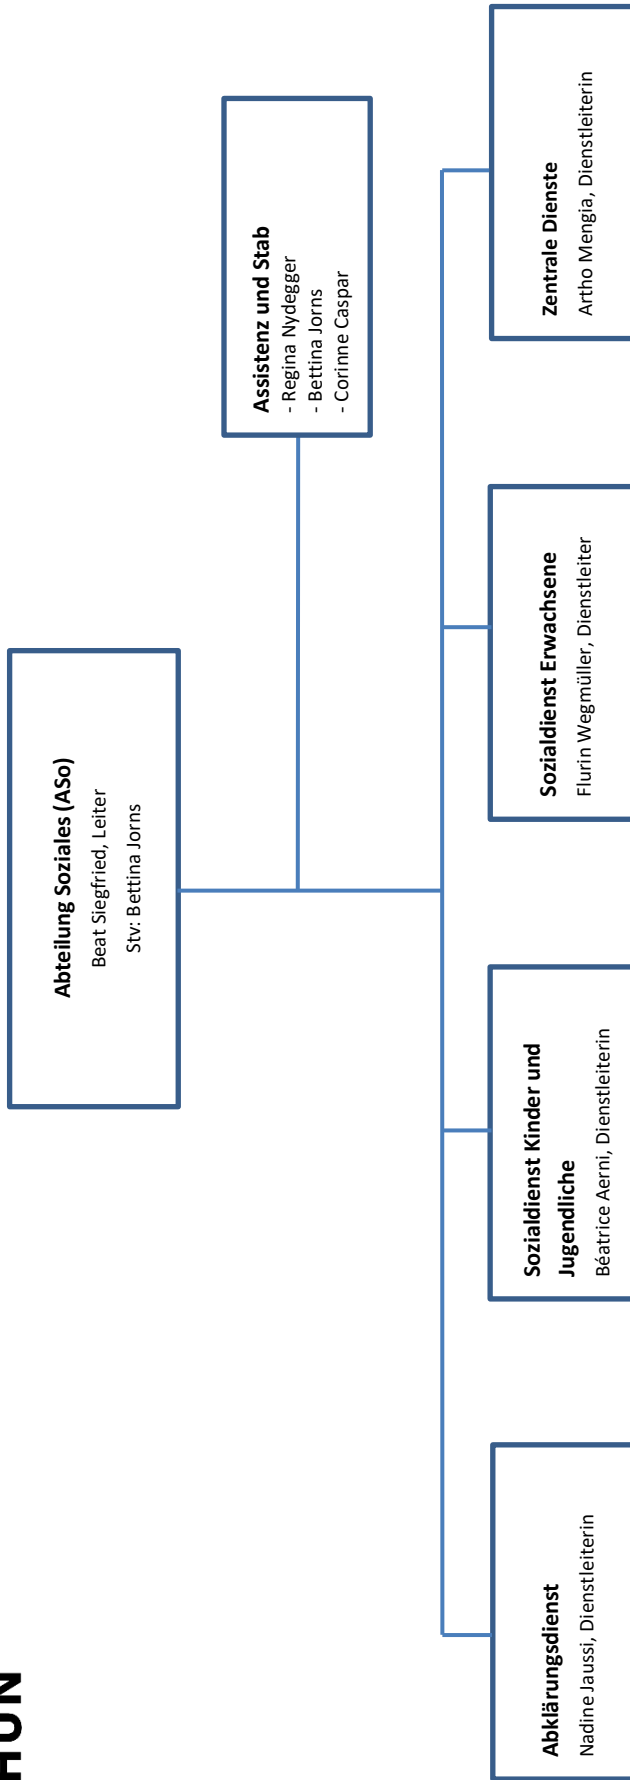 HUN
Abteilung Soziales (ASo)
Beat Siegfried, Leiter
Stv: Bettina Jorns
Assistenz und Stab
- Regina Nydegger
- Bettina Jorns
- Corinne Caspar
Abklärungsdienst
Nadine Jaussi, Dienstleiterin
Sozialdienst Kinder und
Jugendliche
Béatrice Aerni, Dienstleiterin
Sozialdienst Erwachsene
Flurin Wegmüller, Dienstleiter
Zentrale Dienste
Artho Mengia, Dienstleiterin